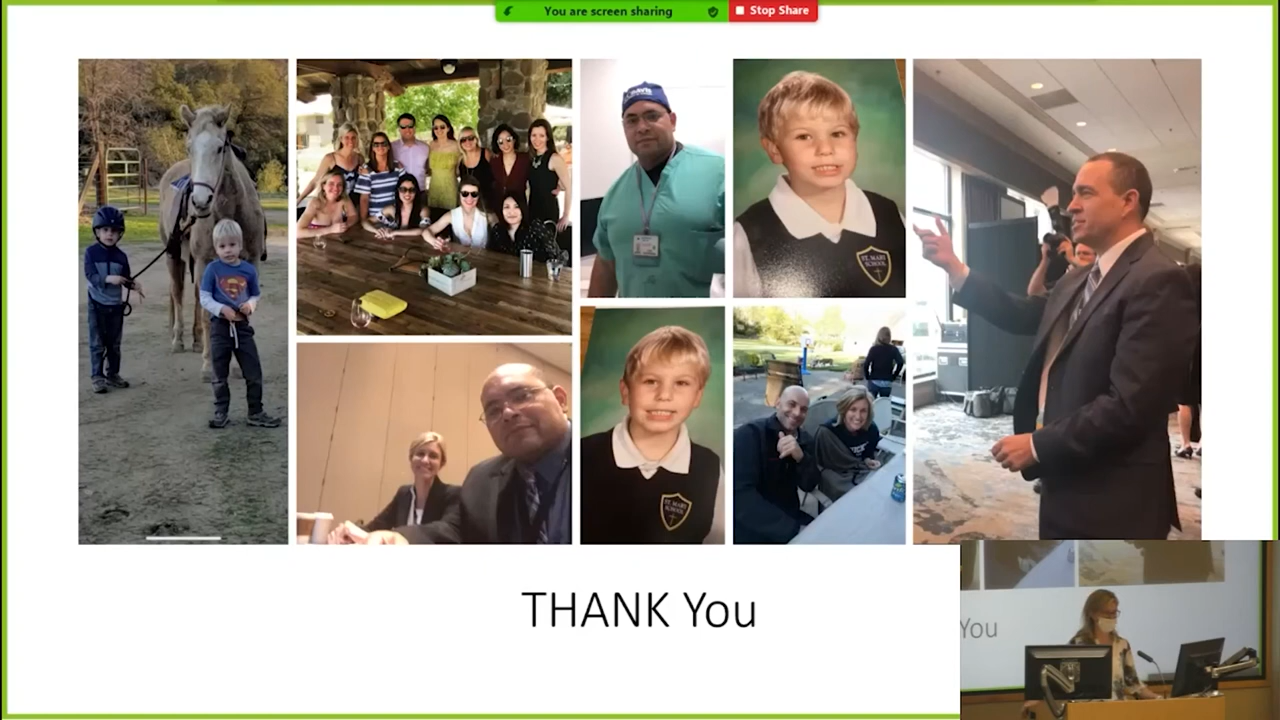 You are screen sharing
Stop Share
ST. MARY
SCHOOL
ST. MARY
SCHOOL
THANK You
You